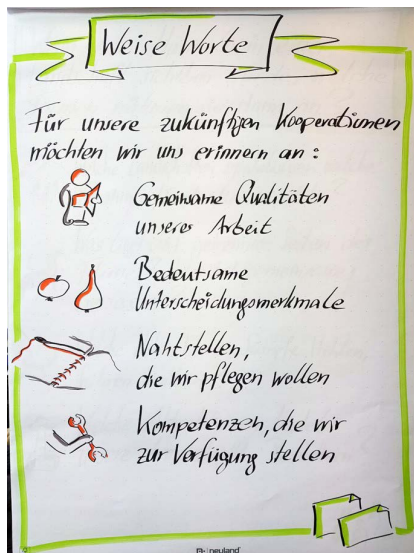 Weise Worte
Für unsere zukünftigen Kooperationen
möchten wir uns erinnern an:
Gemeinsame Qualitäten
unserer Arbeit
Bedeutsame
Unterscheidungsmerkmale
Nahtstellen,
die wir pflegen wollen
Kompetenzen, die wir
zur Verfügung stellen
neuland